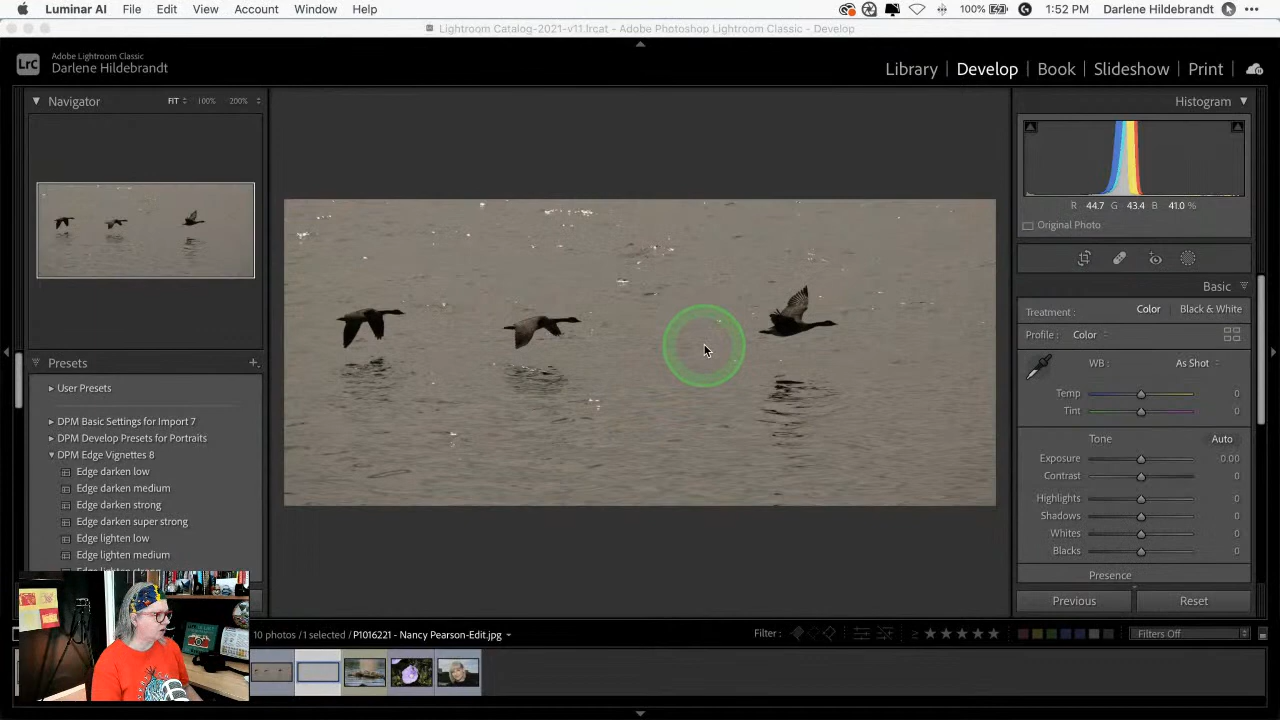 Luminar AI File Edit View Account Window Help 100% 1:52 PM Darlene Hildebrandt
Lightroom Catalog-2021-v11.lrcat - Adobe Photoshop Lightroom Classic - Develop
LrC
Adobe Lightroom Classic
Darlene Hildebrandt
Library Develop Book Slideshow Print
Navigator FIT 100% 200%
Presets
User Presets
DPM Basic Settings for Import 7
DPM Develop Presets for Portraits
DPM Edge Vignettes 8
Edge darken low
Edge darken medium
Edge darken strong
Edge darken super strong
Edge lighten low
Edge lighten medium
Histogram
R 44.7 G 43.4 B 41.0 %
Original Photo
Basic
Treatment : Color Black & White
Profile : Color
WB : As Shot
Temp 0
Tint 0
Tone Auto
Exposure 0.00
Contrast 0
Highlights 0
Shadows 0
Whites 0
Blacks 0
Presence
Previous Reset
10 photos / 1 selected / P1016221 - Nancy Pearson-Edit.jpg
Filter : Filters Off